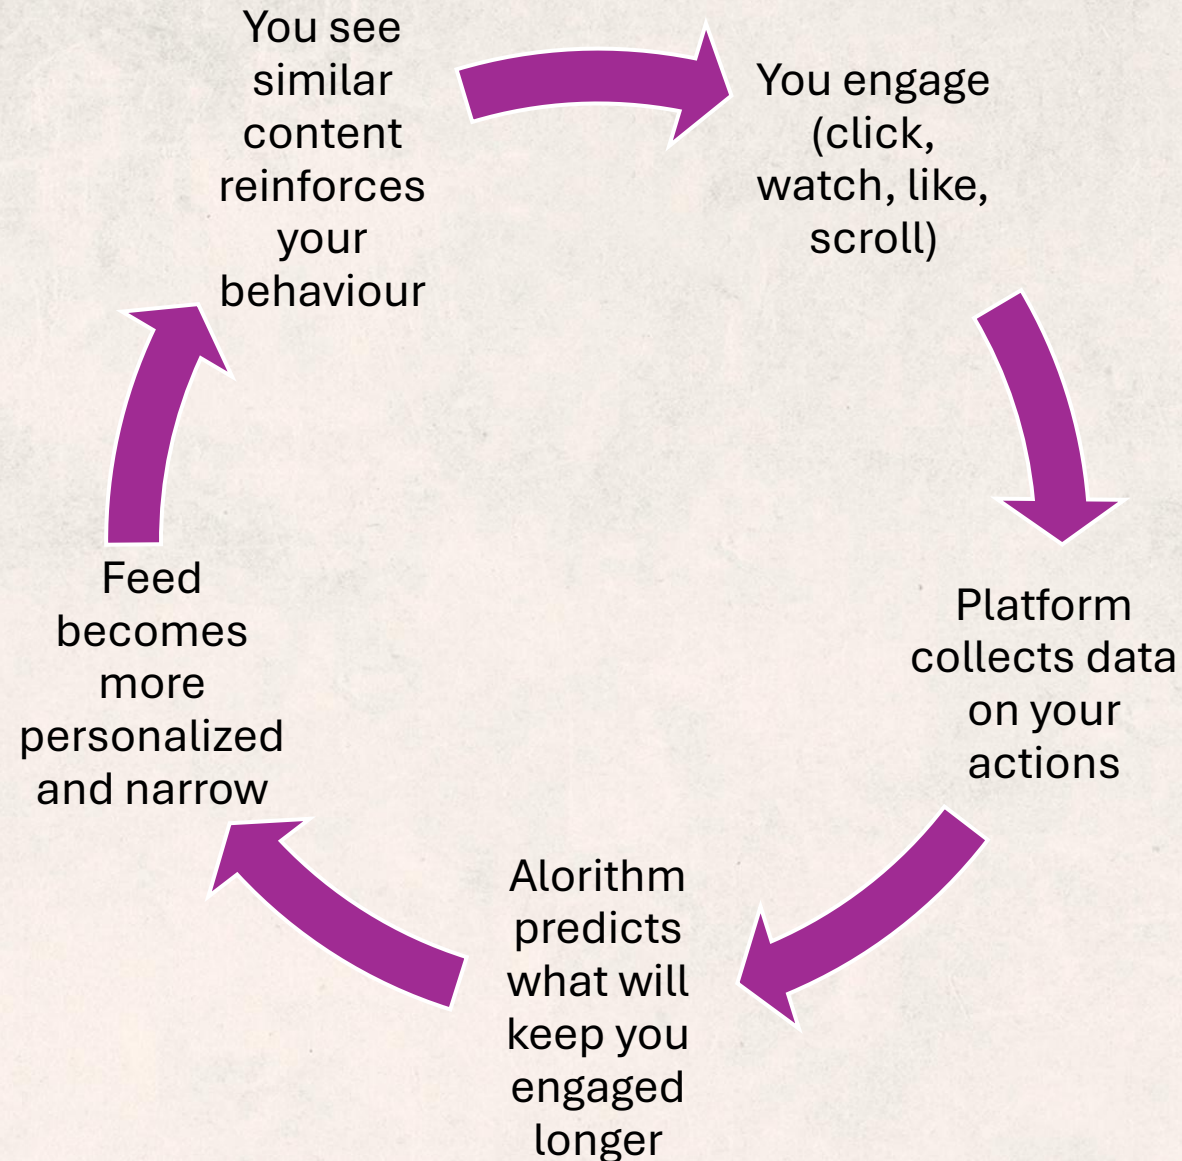 You see
similar
content
reinforces
your
behaviour
You engage
(click,
watch, like,
scroll)
Platform
collects data
on your
actions
Alorithm
predicts
what will
keep you
engaged
longer
Feed
becomes
more
personalized
and narrow